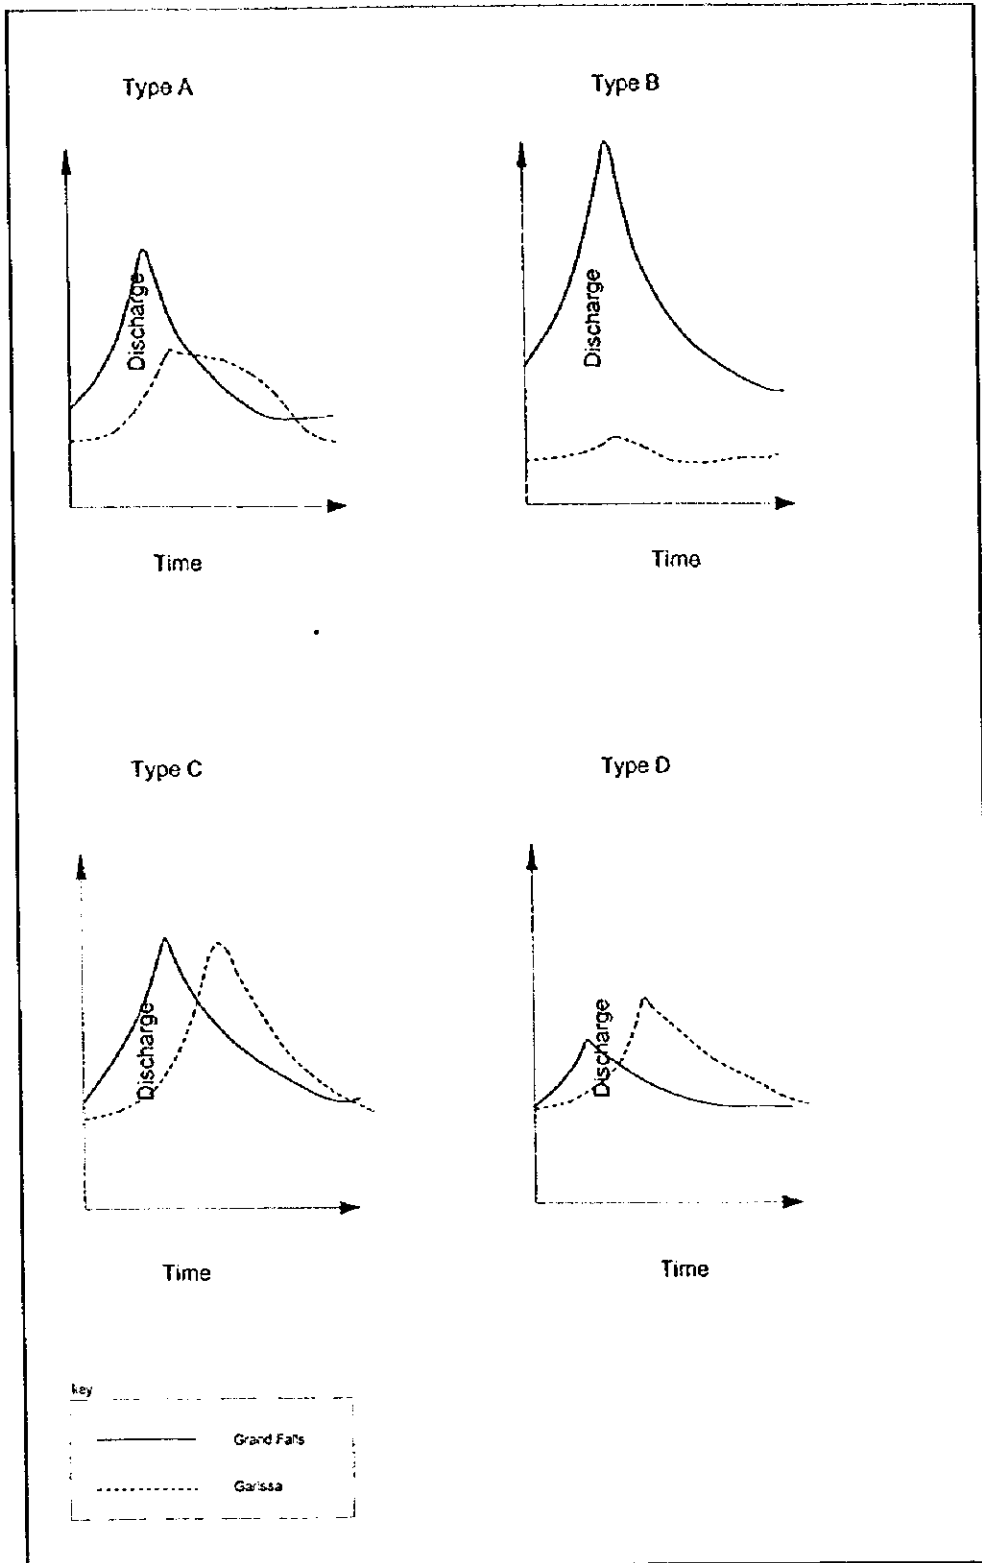 Type A
Type B
Discharge
Discharge
Time
Time
Type C
Type D
Discharge
Discharge
Time
Time
key
Grand Falls
Garissa